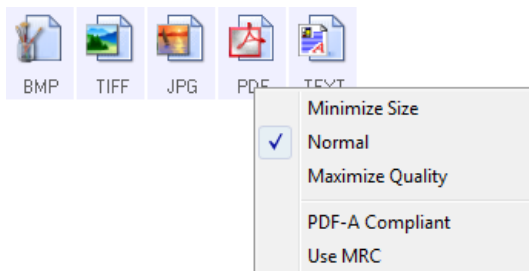 BMP TIFF JPG PDF TEXT
Minimize Size
Normal
Maximize Quality
PDF-A Compliant
Use MRC